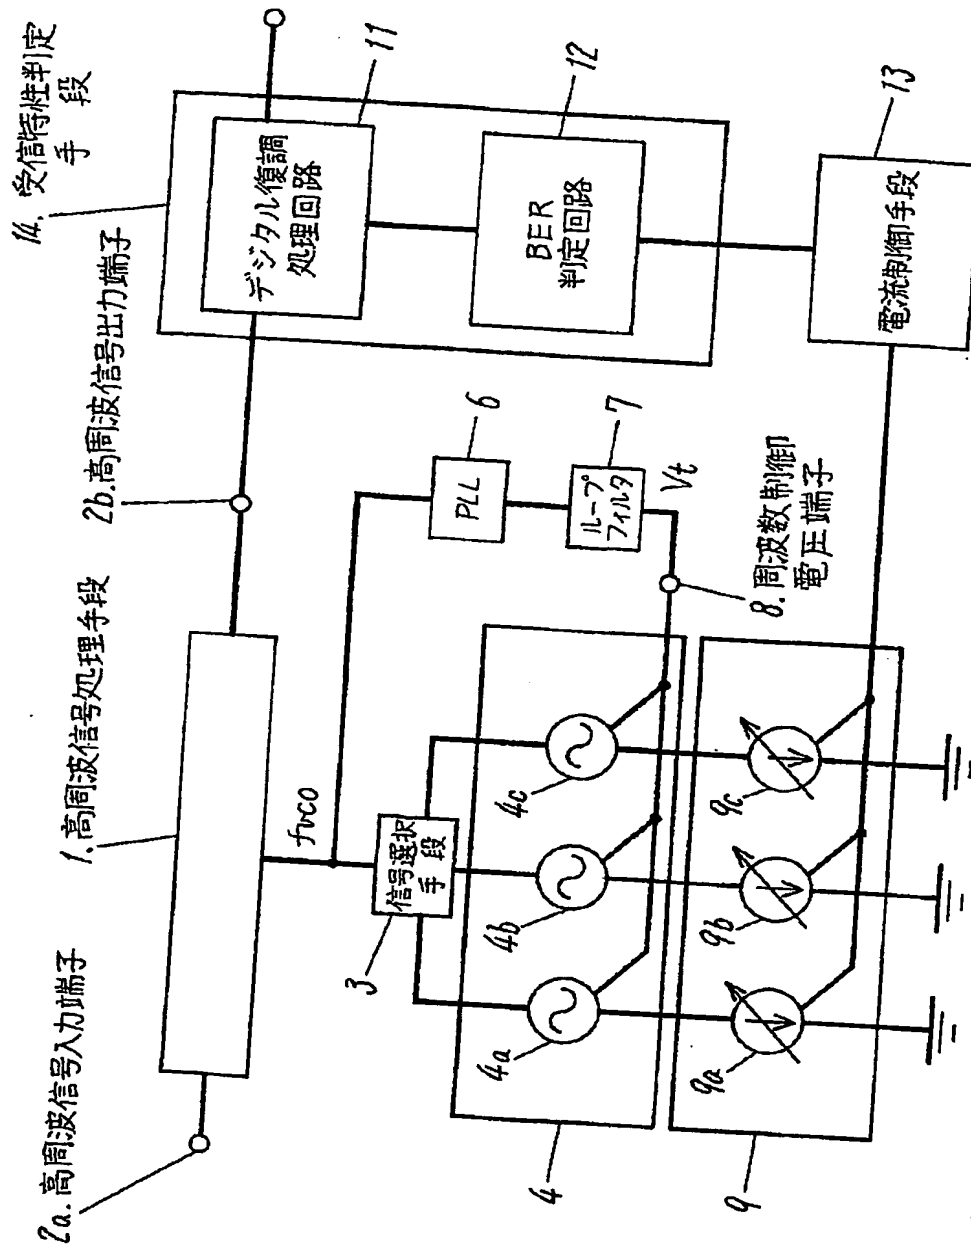 14. 受信特性判定
手 段
11
デジタル復調
処理回路
12
BER
判定回路
13
電流制御手段
2b.高周波信号出力端子
1.高周波信号処理手段
2a.高周波信号入力端子
fvco
6
PLL
7
ループ
フィルタ
Vt
8.周波数制御
電圧端子
3
信号選択
手 段
4a
4b
4c
4
9a
9b
9c
9